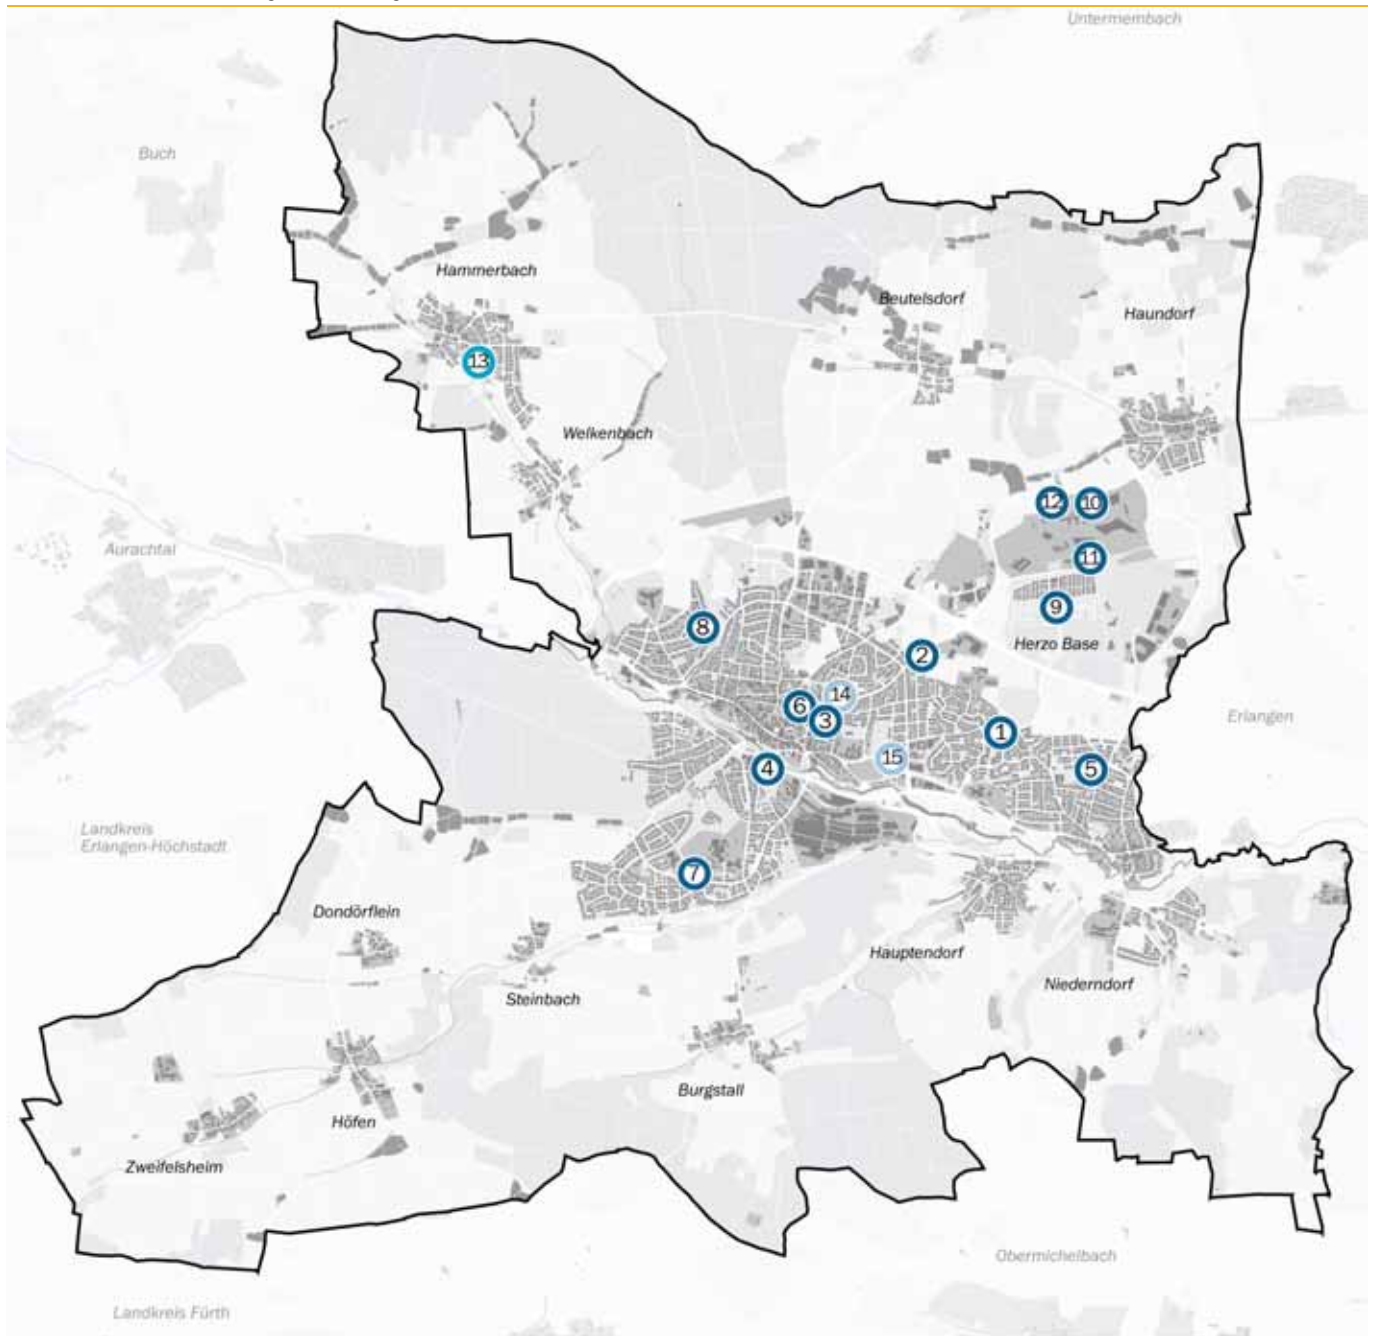 Untermembach
Buch
Hammerbach
Beutelsdorf
Haundorf
13
Welkenbach
12
10
Aurachtal
11
9
8
Herzo Base
2
14
6
3
Erlangen
1
15
4
5
Landkreis
Erlangen-Höchstadt
7
Dondörflein
Hauptendorf
Niederndorf
Steinbach
Burgstall
Höfen
Zweifelsheim
Obermichelbach
Landkreis Fürth